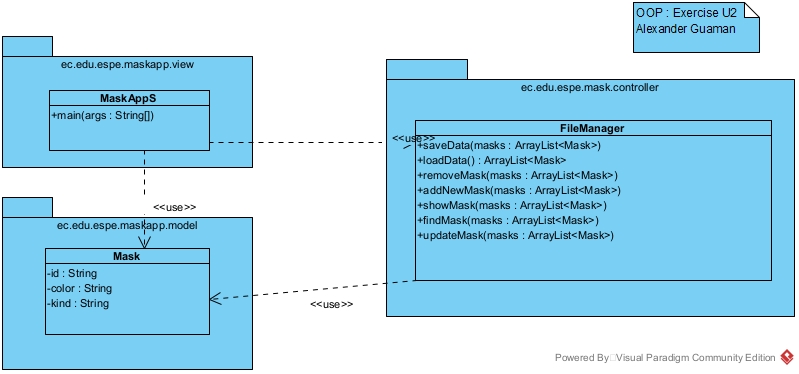 OOP : Exercise U2
Alexander Guaman
ec.edu.espe.maskapp.view
MaskAppS
+main(args : String[])
ec.edu.espe.mask.controller
FileManager
+saveData(masks : ArrayList<Mask>)
+loadData() : ArrayList<Mask>
+removeMask(masks : ArrayList<Mask>)
+addNewMask(masks : ArrayList<Mask>)
+showMask(masks : ArrayList<Mask>)
+findMask(masks : ArrayList<Mask>)
+updateMask(masks : ArrayList<Mask>)
<<use>>
<<use>>
ec.edu.espe.maskapp.model
Mask
-id : String
-color : String
-kind : String
<<use>>
Powered By Visual Paradigm Community Edition